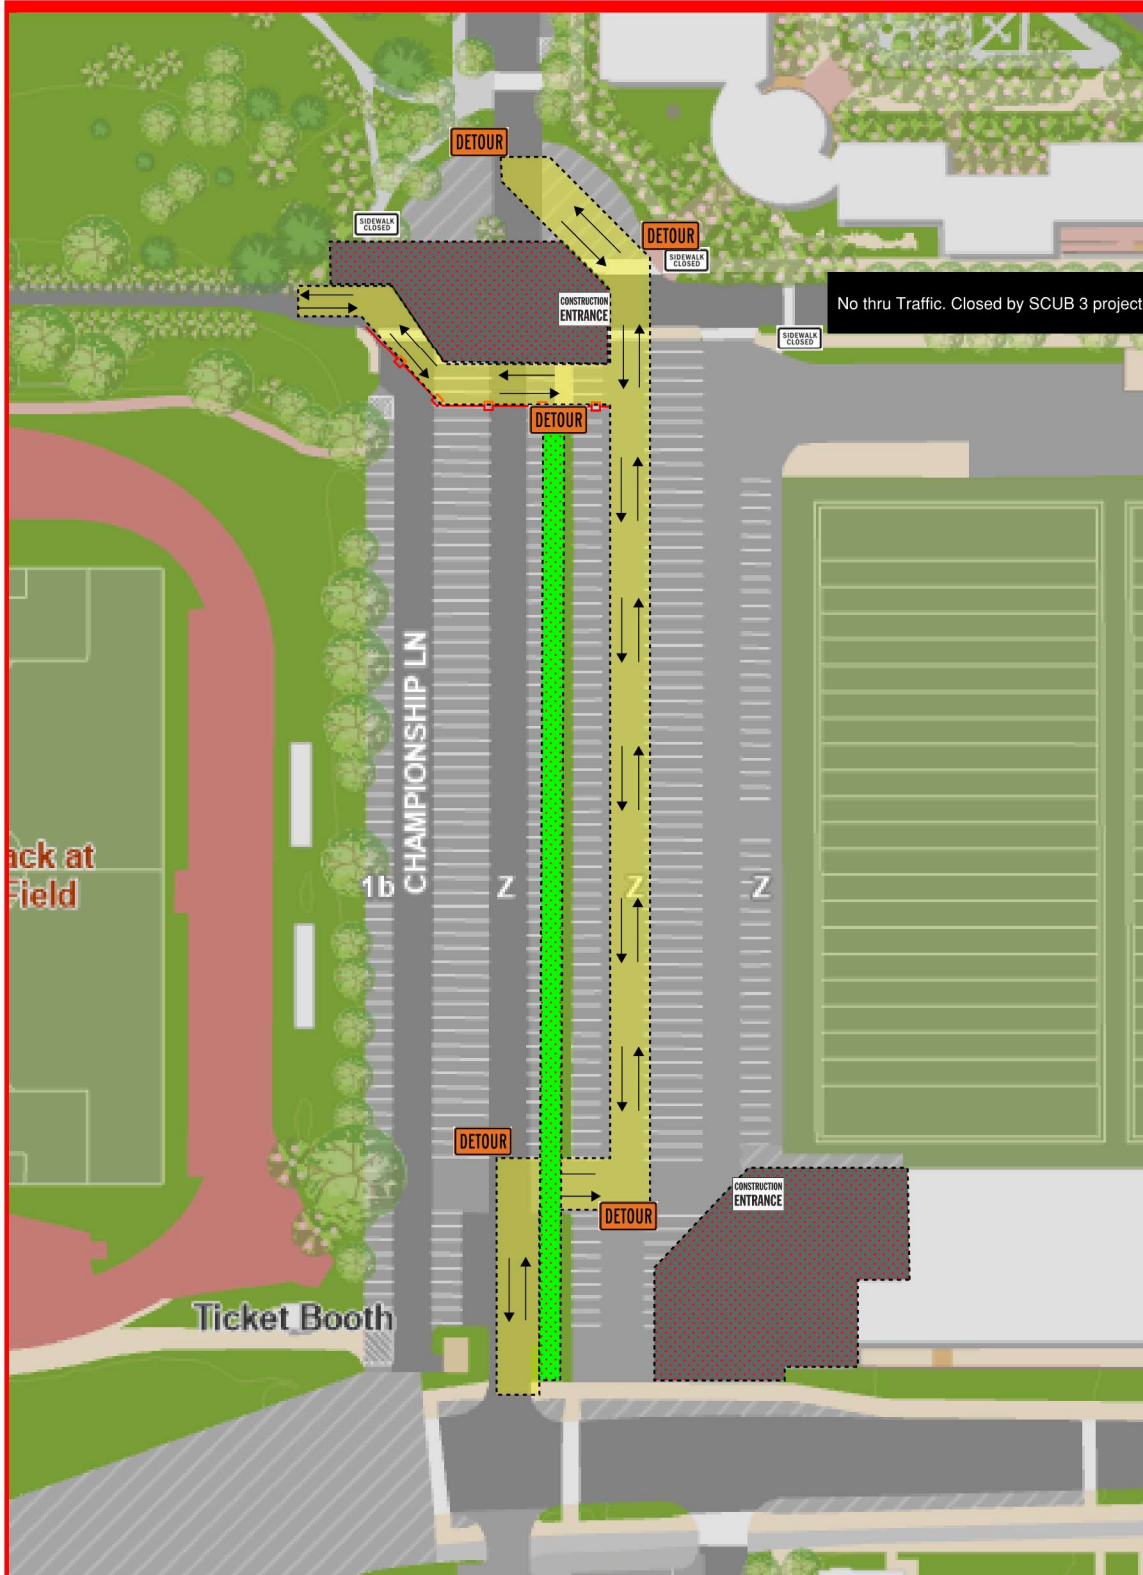 DETOUR
SIDEWALK
CLOSED
DETOUR
SIDEWALK
CLOSED
No thru Traffic. Closed by SCUB 3 project
CONSTRUCTION
ENTRANCE
SIDEWALK
CLOSED
DETOUR
CHAMPIONSHIP LN
ack at
Field
1b
Z
Z
Z
DETOUR
CONSTRUCTION
ENTRANCE
DETOUR
Ticket Booth